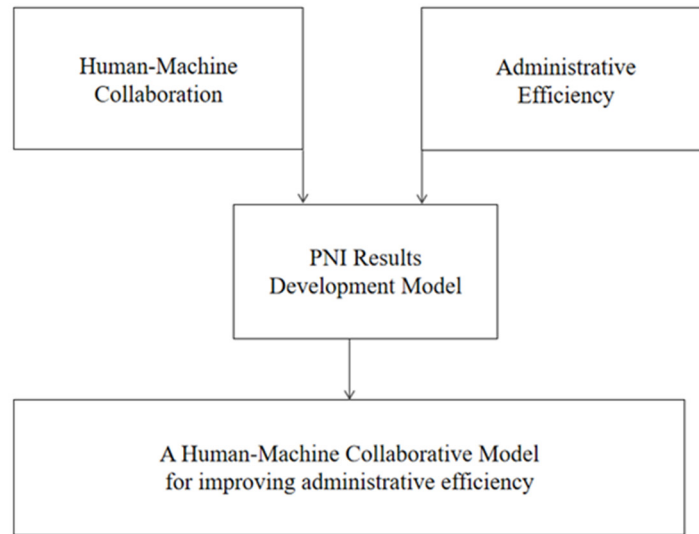 Human-Machine
Collaboration
Administrative
Efficiency
PNI Results
Development Model
A Human-Machine Collaborative Model
for improving administrative efficiency